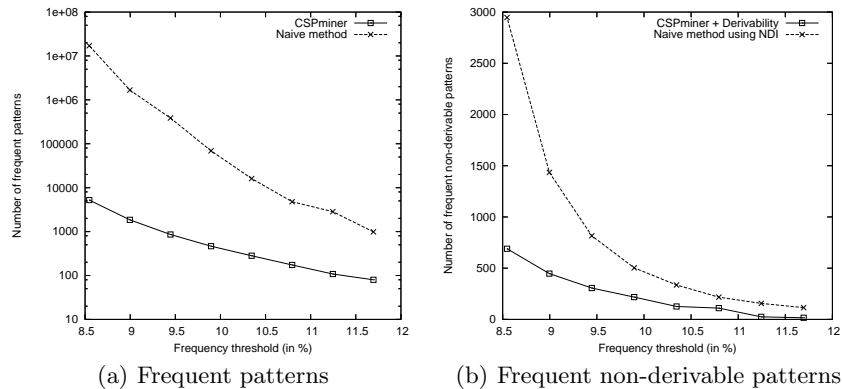 1e+08
1e+07
1e+06
100000
10000
1000
100
10
Number of frequent patterns
CSPminer
Naive method
8.5 9 9.5 10 10.5 11 11.5 12
Frequency threshold (in %)
(a) Frequent patterns
3000
2500
2000
1500
1000
500
0
Number of frequent non-derivable patterns
CSPminer + Derivability
Naive method using NDI
8.5 9 9.5 10 10.5 11 11.5 12
Frequency threshold (in %)
(b) Frequent non-derivable patterns